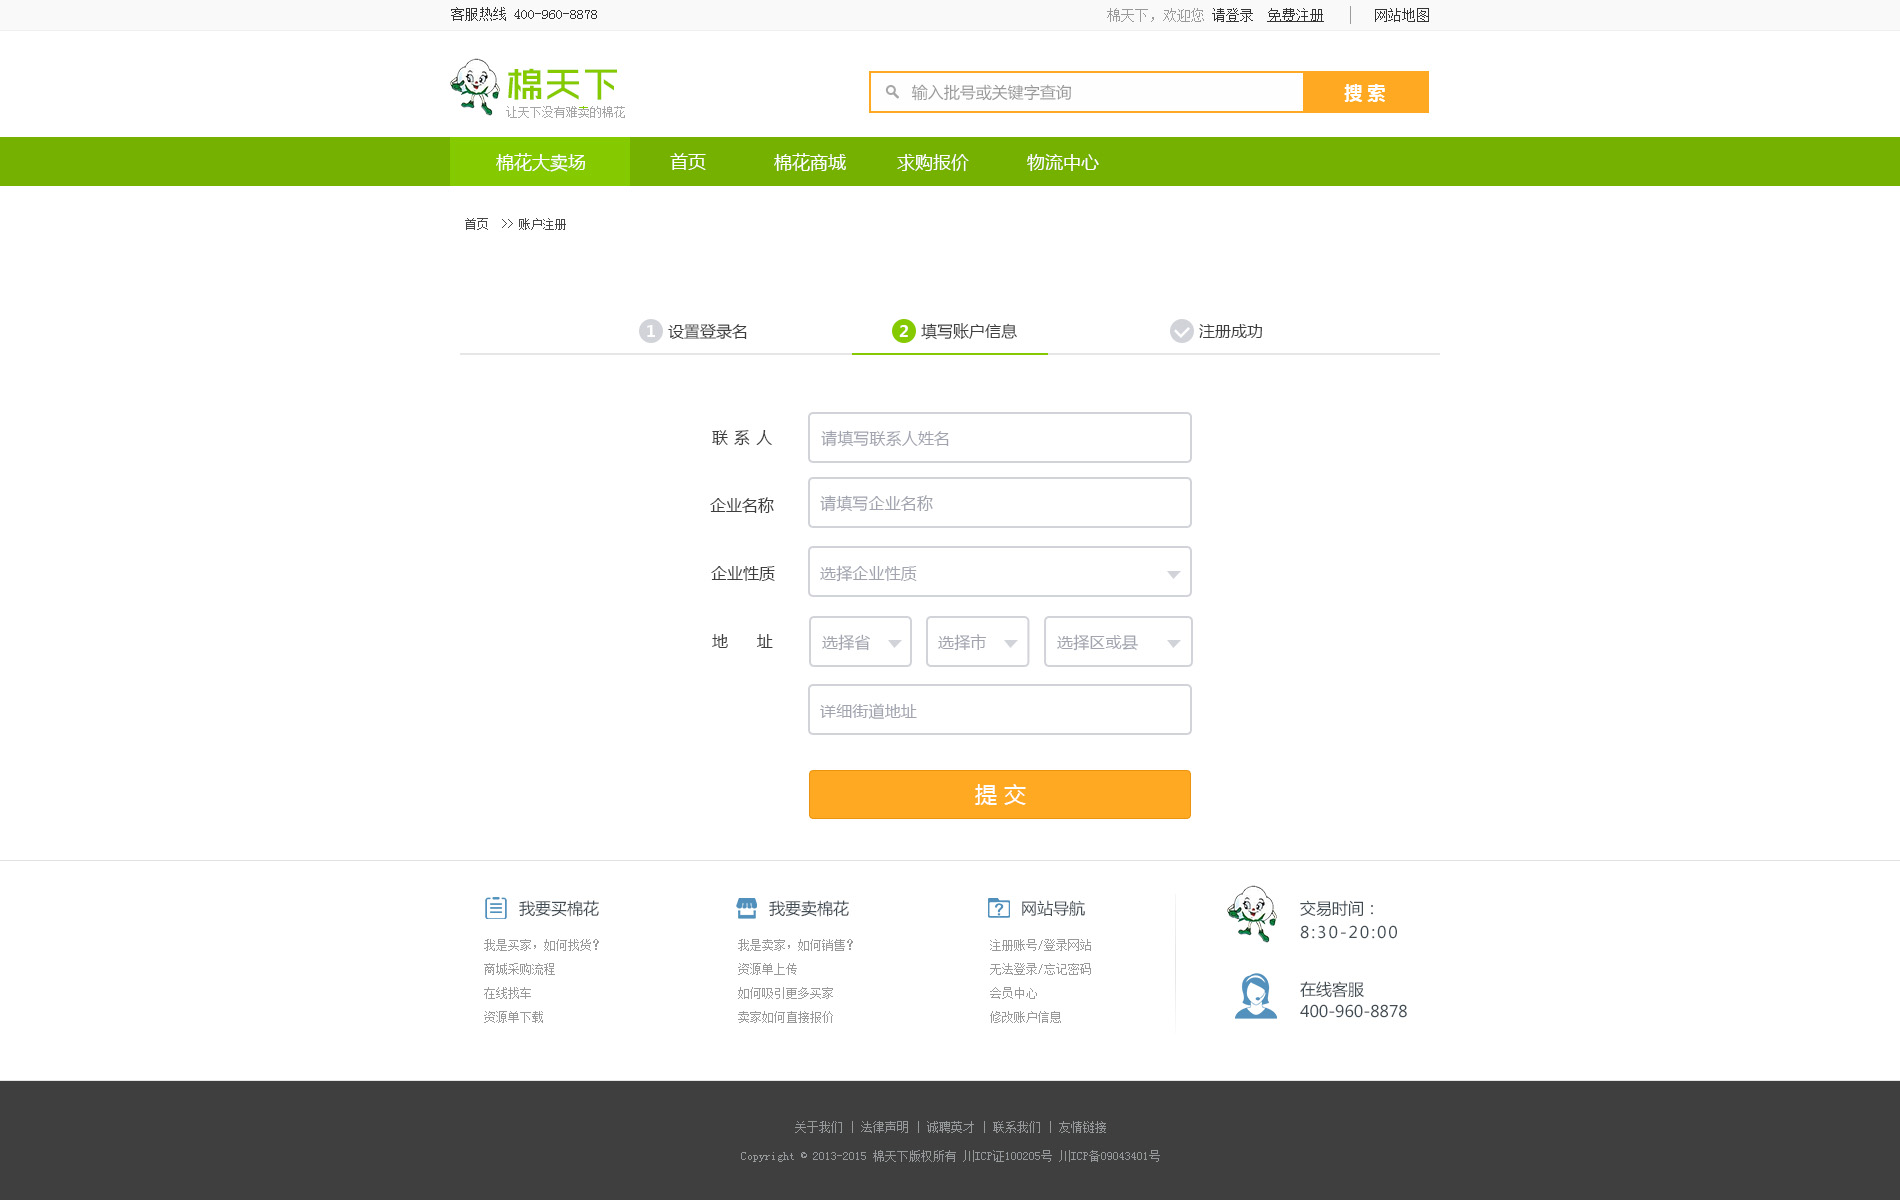 客服热线 400-960-8878
棉天下，欢迎您 请登录 免费注册 | 网站地图
棉天下
让天下没有难卖的棉花
输入批号或关键字查询
搜索
棉花大卖场 首页 棉花商城 求购报价 物流中心
首页 >> 账户注册
1 设置登录名
2 填写账户信息
注册成功
联系人 请填写联系人姓名
企业名称 请填写企业名称
企业性质 选择企业性质
地址 选择省 选择市 选择区或县
详细街道地址
提交
我要买棉花
我是买家，如何找货？
商城采购流程
在线找车
资源单下载
我要卖棉花
我是卖家，如何销售？
资源单上传
如何吸引更多买家
卖家如何直接报价
网站导航
注册账号/登录网站
无法登录/忘记密码
会员中心
修改账户信息
交易时间：
8:30-20:00
在线客服
400-960-8878
关于我们 | 法律声明 | 诚聘英才 | 联系我们 | 友情链接
Copyright © 2013-2015 棉天下版权所有 川ICP证100205号 川ICP备09043401号